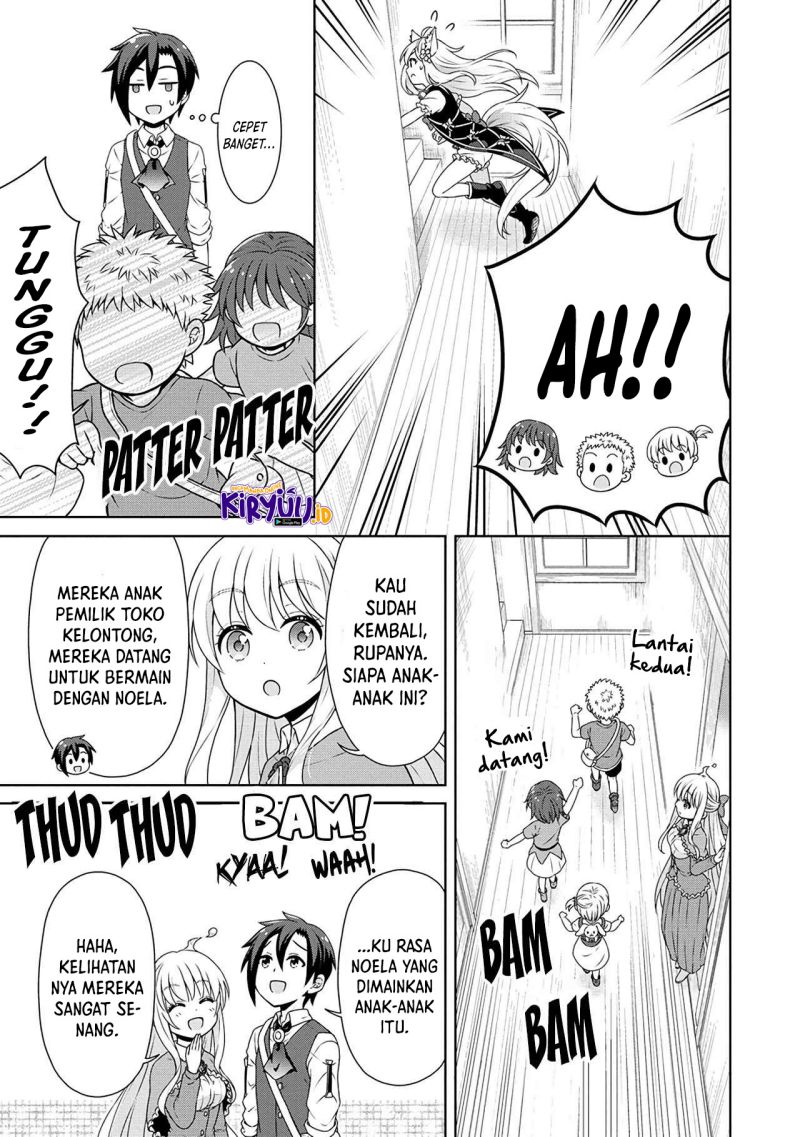 AH!!
CEPET
BANGET...
TUNGGU!!
PATTER PATTER
KiRYUU.iD
Google Play
Lantai
kedua!
Kami
datang!
BAM
BAM
KAU
SUDAH
KEMBALI,
RUPANYA.
SIAPA ANAK-
ANAK INI?
MEREKA ANAK
PEMILIK TOKO
KELONTONG,
MEREKA DATANG
UNTUK BERMAIN
DENGAN NOELA.
THUD THUD
BAM!
KYAA!
WAAH!
...KU RASA
NOELA YANG
DIMAINKAN
ANAK-ANAK
ITU.
HAHA,
KELIHATAN
NYA MEREKA
SANGAT SE-
NANG.